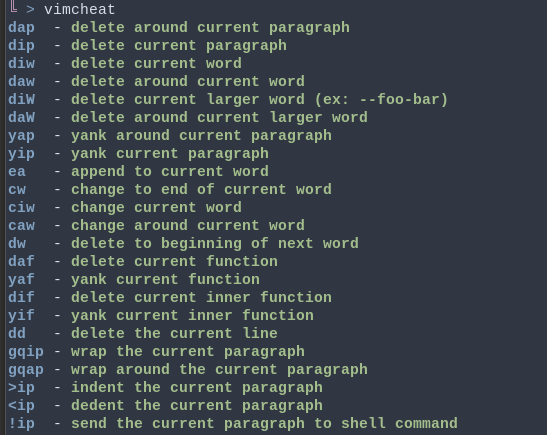 ╚ > vimcheat
dap  - delete around current paragraph
dip  - delete current paragraph
diw  - delete current word
daw  - delete around current word
diW  - delete current larger word (ex: --foo-bar)
daW  - delete around current larger word
yap  - yank around current paragraph
yip  - yank current paragraph
ea   - append to current word
cw   - change to end of current word
ciw  - change current word
caw  - change around current word
dw   - delete to beginning of next word
daf  - delete current function
yaf  - yank current function
dif  - delete current inner function
yif  - yank current inner function
dd   - delete the current line
gqip - wrap the current paragraph
gqap - wrap around the current paragraph
>ip  - indent the current paragraph
<ip  - dedent the current paragraph
!ip  - send the current paragraph to shell command